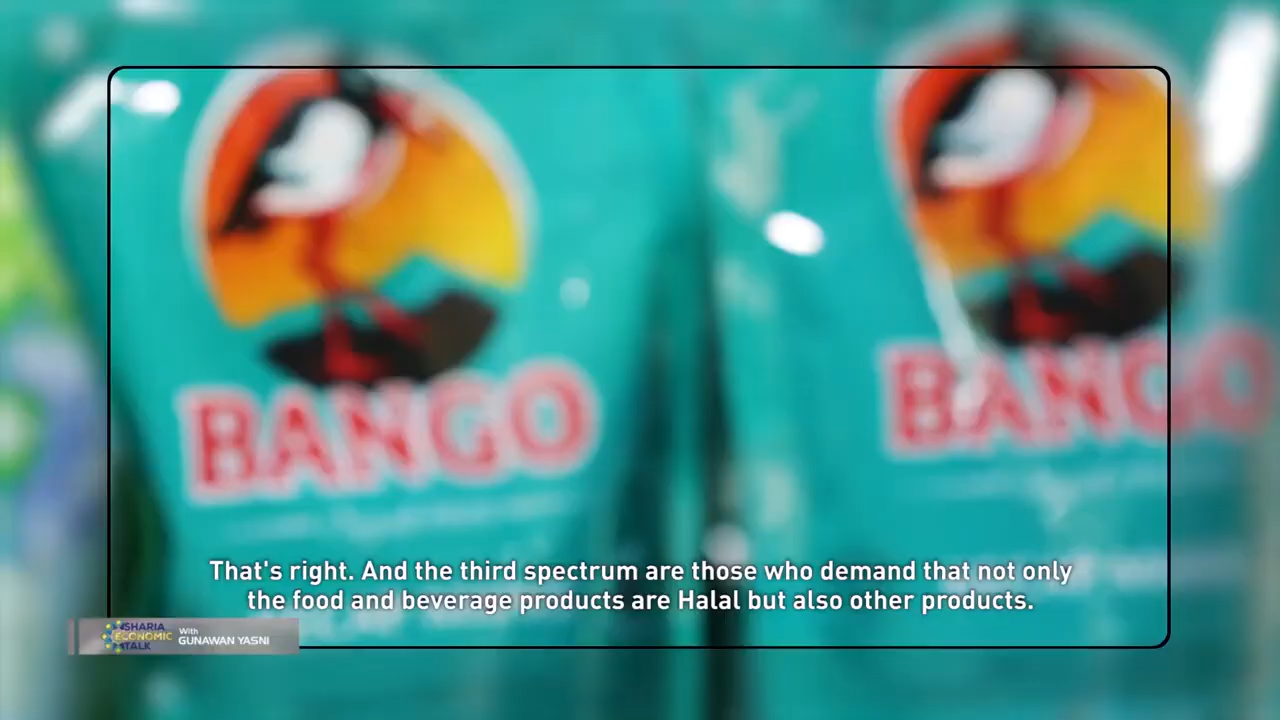 BANGO
BANGO
That's right. And the third spectrum are those who demand that not only
the food and beverage products are Halal but also other products.
SHARIA
ECONOMIC
TALK
With
GUNAWAN YASNI